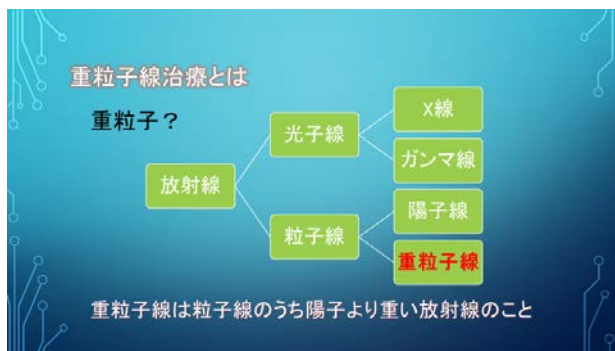 重粒子線治療とは
重粒子？
放射線
光子線
X線
ガンマ線
粒子線
陽子線
重粒子線
重粒子線は粒子線のうち陽子より重い放射線のこと